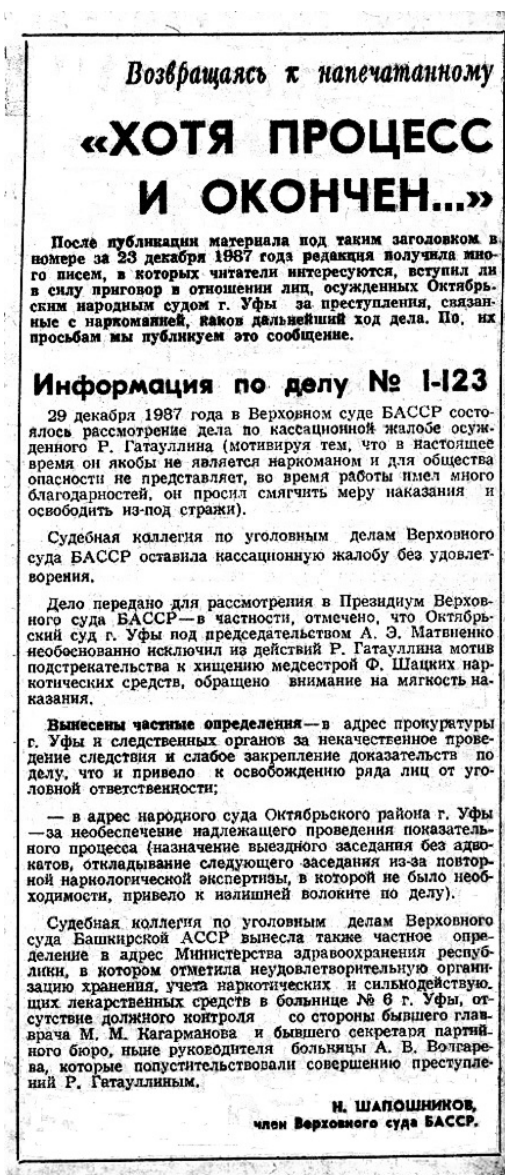 Возвращаясь к напечатанному
«ХОТЯ ПРОЦЕСС
И ОКОНЧЕН...»
После публикации материала под таким заголовком в
номере за 23 декабря 1987 года редакция получила мно-
го писем, в которых читатели интересуются, вступил ли
в силу приговор в отношении лиц, осужденных Октябрь-
ским народным судом г. Уфы за преступления, связан-
ные с наркоманией, каков дальнейший ход дела. По, их
просьбам мы публикуем это сообщение.
Информация по делу № 1-123
29 декабря 1987 года в Верховном суде БАССР состо-
ялось рассмотрение дела по кассационной жалобе осуж-
денного Р. Гатауллина (мотивируя тем, что в настоящее
время он якобы не является наркоманом и для общества
опасности не представляет, во время работы имел много
благодарностей, он просил смягчить меру наказания и
освободить из-под стражи).
Судебная коллегия по уголовным делам Верховного
суда БАССР оставила кассационную жалобу без удовлет-
ворения.
Дело передано для рассмотрения в Президиум Верхов-
ного суда БАССР—в частности, отмечено, что Октябрь-
ский суд г. Уфы под председательством А. Э. Матвиенко
необоснованно исключил из действий Р. Гатауллина мотив
подстрекательства к хищению медсестрой Ф. Шацких нар-
котических средств, обращено внимание на мягкость на-
казания.
Вынесены частные определения—в адрес прокуратуры
г. Уфы и следственных органов за некачественное прове-
дение следствия и слабое закрепление доказательств по
делу, что и привело к освобождению ряда лиц от уго-
ловной ответственности;
— в адрес народного суда Октябрьского района г. Уфы
—за необеспечение надлежащего проведения показатель-
ного процесса (назначение выездного заседания без адво-
катов, откладывание следующего заседания из-за повтор-
ной наркологической экспертизы, в которой не было необ-
ходимости, привело к излишней волоките по делу).
Судебная коллегия по уголовным делам Верховного
суда Башкирской АССР вынесла также частное опре-
деление в адрес Министерства здравоохранения респуб-
лики, в котором отметила неудовлетворительную органи-
зацию хранения, учета наркотических и сильнодействую.
щих лекарственных средств в больнице № 6 г. Уфы, от-
сутствие должного контроля со стороны бывшего глав-
врача М. М. Кагарманова и бывшего секретаря партий-
ного бюро, ныне руководителя больницы А. В. Волгаре-
ва, которые попустительствовали совершению преступле-
ний Р. Гатауллиным.
Н. ШАПОШНИКОВ,
член Верховного суда БАССР.